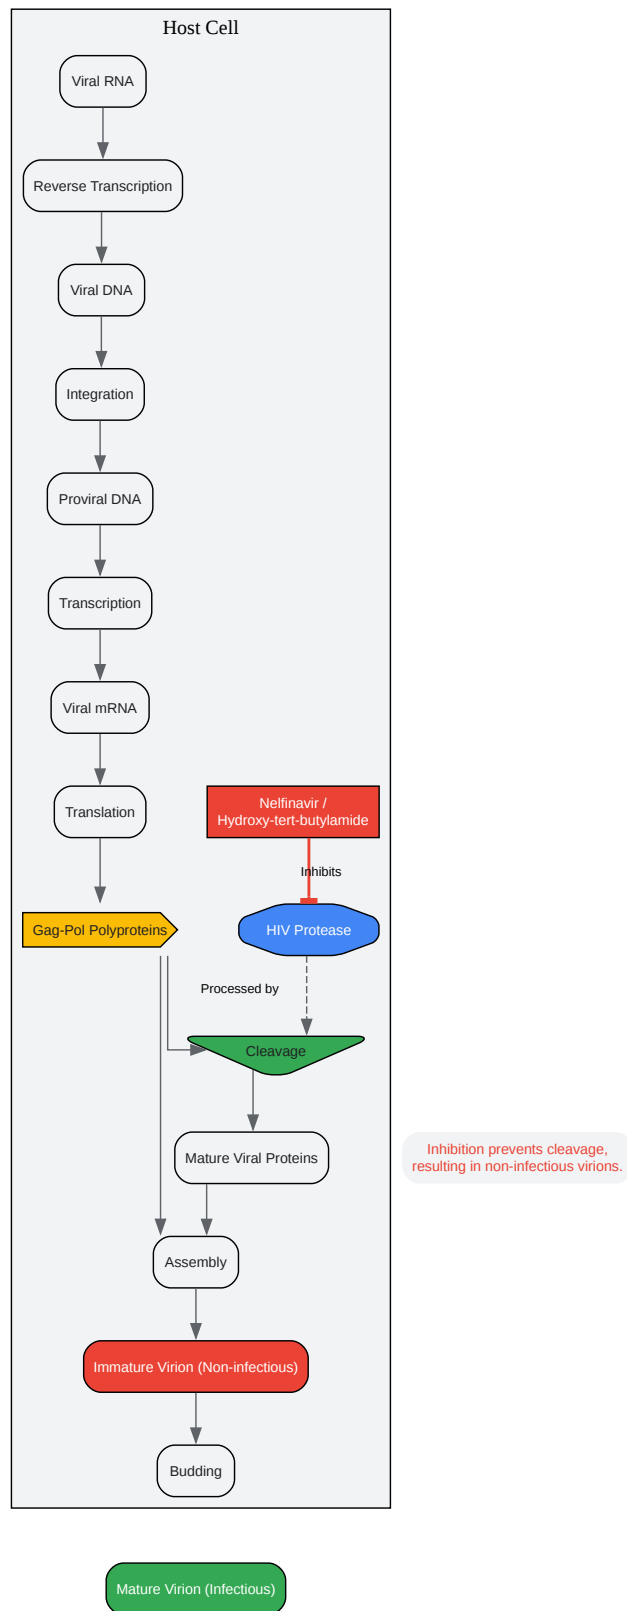 Host Cell
Viral RNA
Reverse Transcription
Viral DNA
Integration
Proviral DNA
Transcription
Viral mRNA
Translation
Nelfinavir /
Hydroxy-tert-butylamide
Inhibits
Gag-Pol Polyproteins
HIV Protease
Processed by
Cleavage
Mature Viral Proteins
Inhibition prevents cleavage,
resulting in non-infectious virions.
Assembly
Immature Virion (Non-infectious)
Budding
Mature Virion (Infectious)